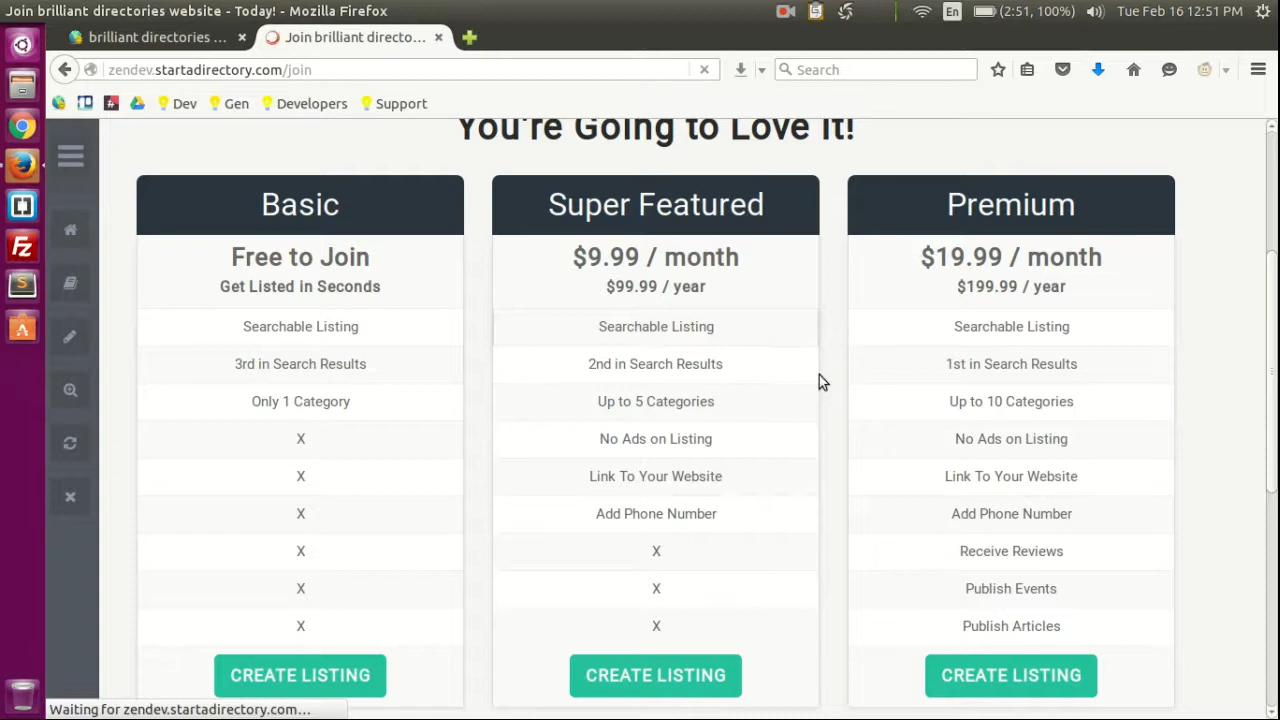 Join brilliant directories website - Today! - Mozilla Firefox
En
(2:51, 100%)
Tue Feb 16 12:51 PM
brilliant directories ...
Join brilliant directo...
zendev.startadirectory.com/join
Search
Dev
Gen
Developers
Support
You're Going to Love It!
Basic
Free to Join
Get Listed in Seconds
Searchable Listing
3rd in Search Results
Only 1 Category
X
X
X
X
X
X
CREATE LISTING
Super Featured
$9.99 / month
$99.99 / year
Searchable Listing
2nd in Search Results
Up to 5 Categories
No Ads on Listing
Link To Your Website
Add Phone Number
X
X
X
CREATE LISTING
Premium
$19.99 / month
$199.99 / year
Searchable Listing
1st in Search Results
Up to 10 Categories
No Ads on Listing
Link To Your Website
Add Phone Number
Receive Reviews
Publish Events
Publish Articles
CREATE LISTING
Waiting for zendev.startadirectory.com...